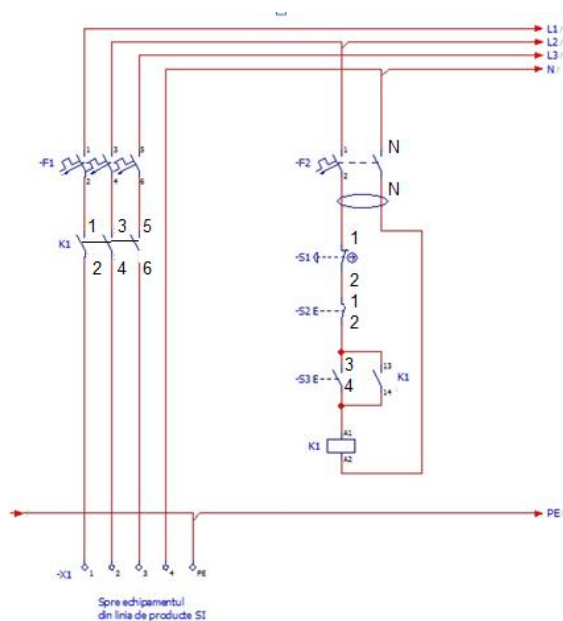 L1/
L2/
L3/
N/
-F1
1
3
5
2
4
6
-F2
1
N
2
N
K1
1
3
5
2
4
6
-S1
1
2
-S2 E
1
2
-S3 E
3
4
13
14
K1
K1
A1
A2
PE
-X1
1
2
3
4
PE
Spre echipamentul
din linia de producte SI